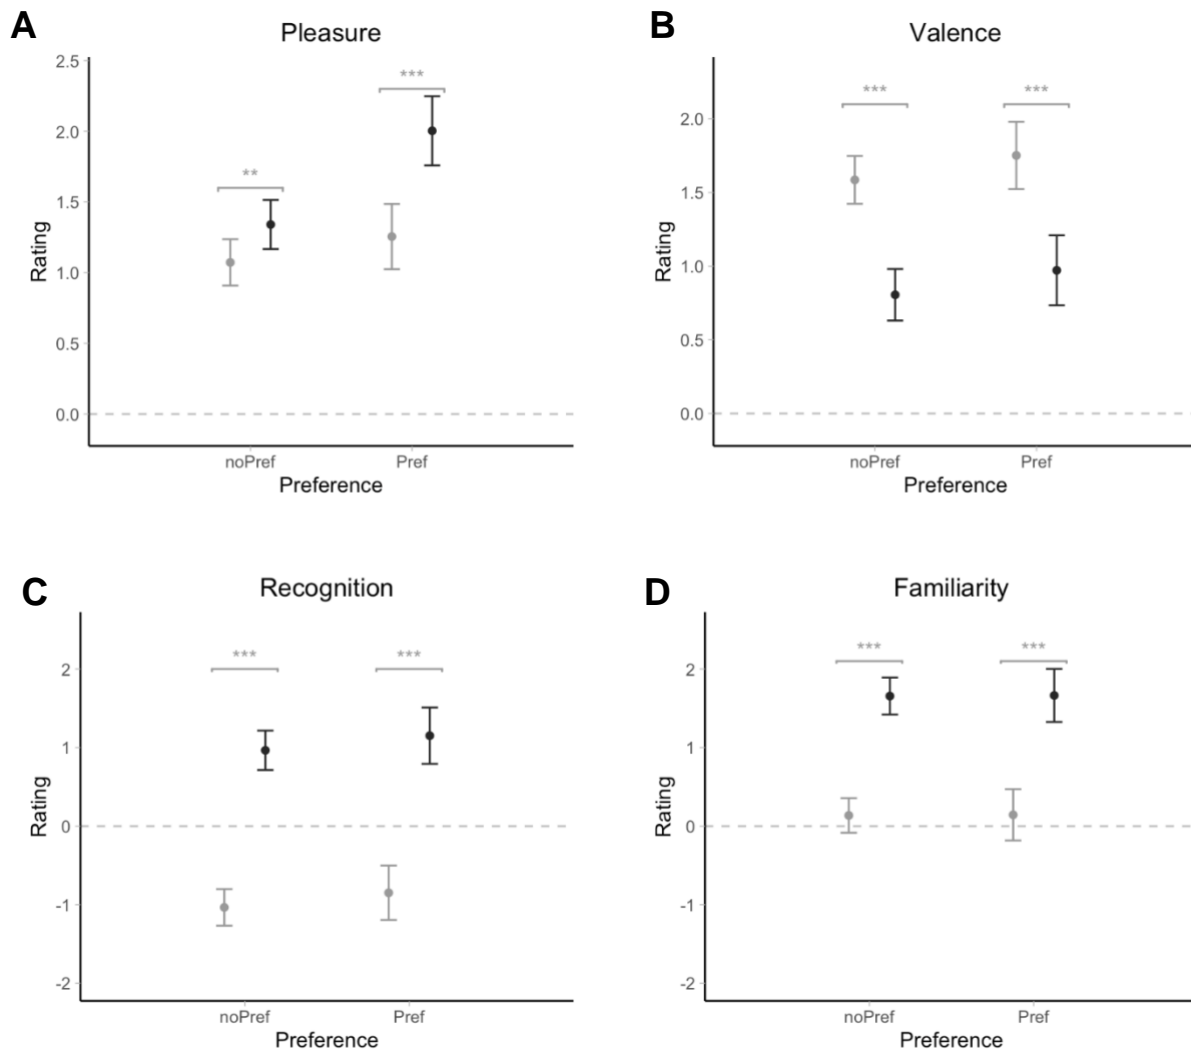 A
Pleasure
2.5
2.0
1.5
1.0
0.5
0.0
Rating
**
***
noPref
Pref
Preference
B
Valence
2.0
1.5
1.0
0.5
0.0
Rating
***
***
noPref
Pref
Preference
C
Recognition
2
1
0
-1
-2
Rating
***
***
noPref
Pref
Preference
D
Familiarity
2
1
0
-1
-2
Rating
***
***
noPref
Pref
Preference